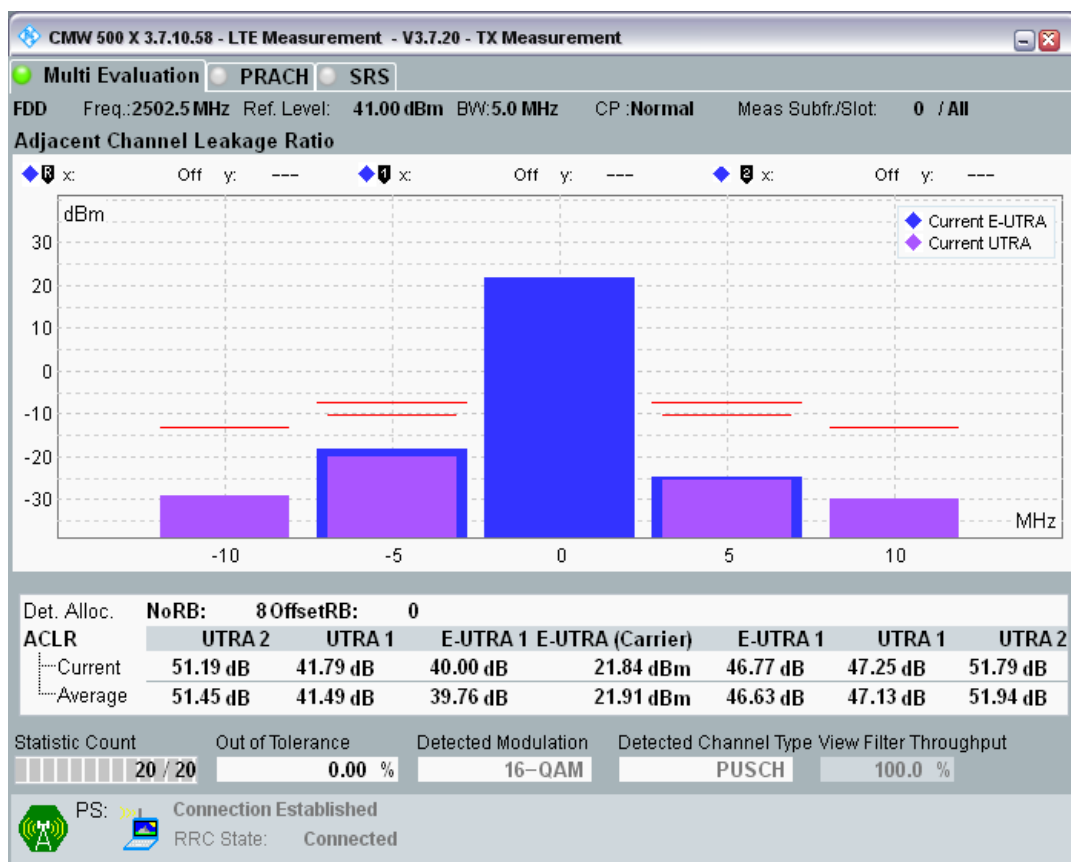 CMW 500 X 3.7.10.58 - LTE Measurement - V3.7.20 - TX Measurement
Multi Evaluation PRACH SRS
FDD Freq.:2502.5 MHz Ref. Level: 41.00 dBm BW:5.0 MHz CP :Normal Meas Subfr./Slot: 0 / All
Adjacent Channel Leakage Ratio
R x: Off y: --- 1 x: Off y: --- 2 x: Off y: ---
dBm
Current E-UTRA
Current UTRA
30
20
10
0
-10
-20
-30
MHz
-10 -5 0 5 10
Det. Alloc. NoRB: 8 OffsetRB: 0
ACLR UTRA 2 UTRA 1 E-UTRA 1 E-UTRA (Carrier) E-UTRA 1 UTRA 1 UTRA 2
Current 51.19 dB 41.79 dB 40.00 dB 21.84 dBm 46.77 dB 47.25 dB 51.79 dB
Average 51.45 dB 41.49 dB 39.76 dB 21.91 dBm 46.63 dB 47.13 dB 51.94 dB
Statistic Count Out of Tolerance Detected Modulation Detected Channel Type View Filter Throughput
20 / 20 0.00 % 16-QAM PUSCH 100.0 %
PS: Connection Established
RRC State: Connected